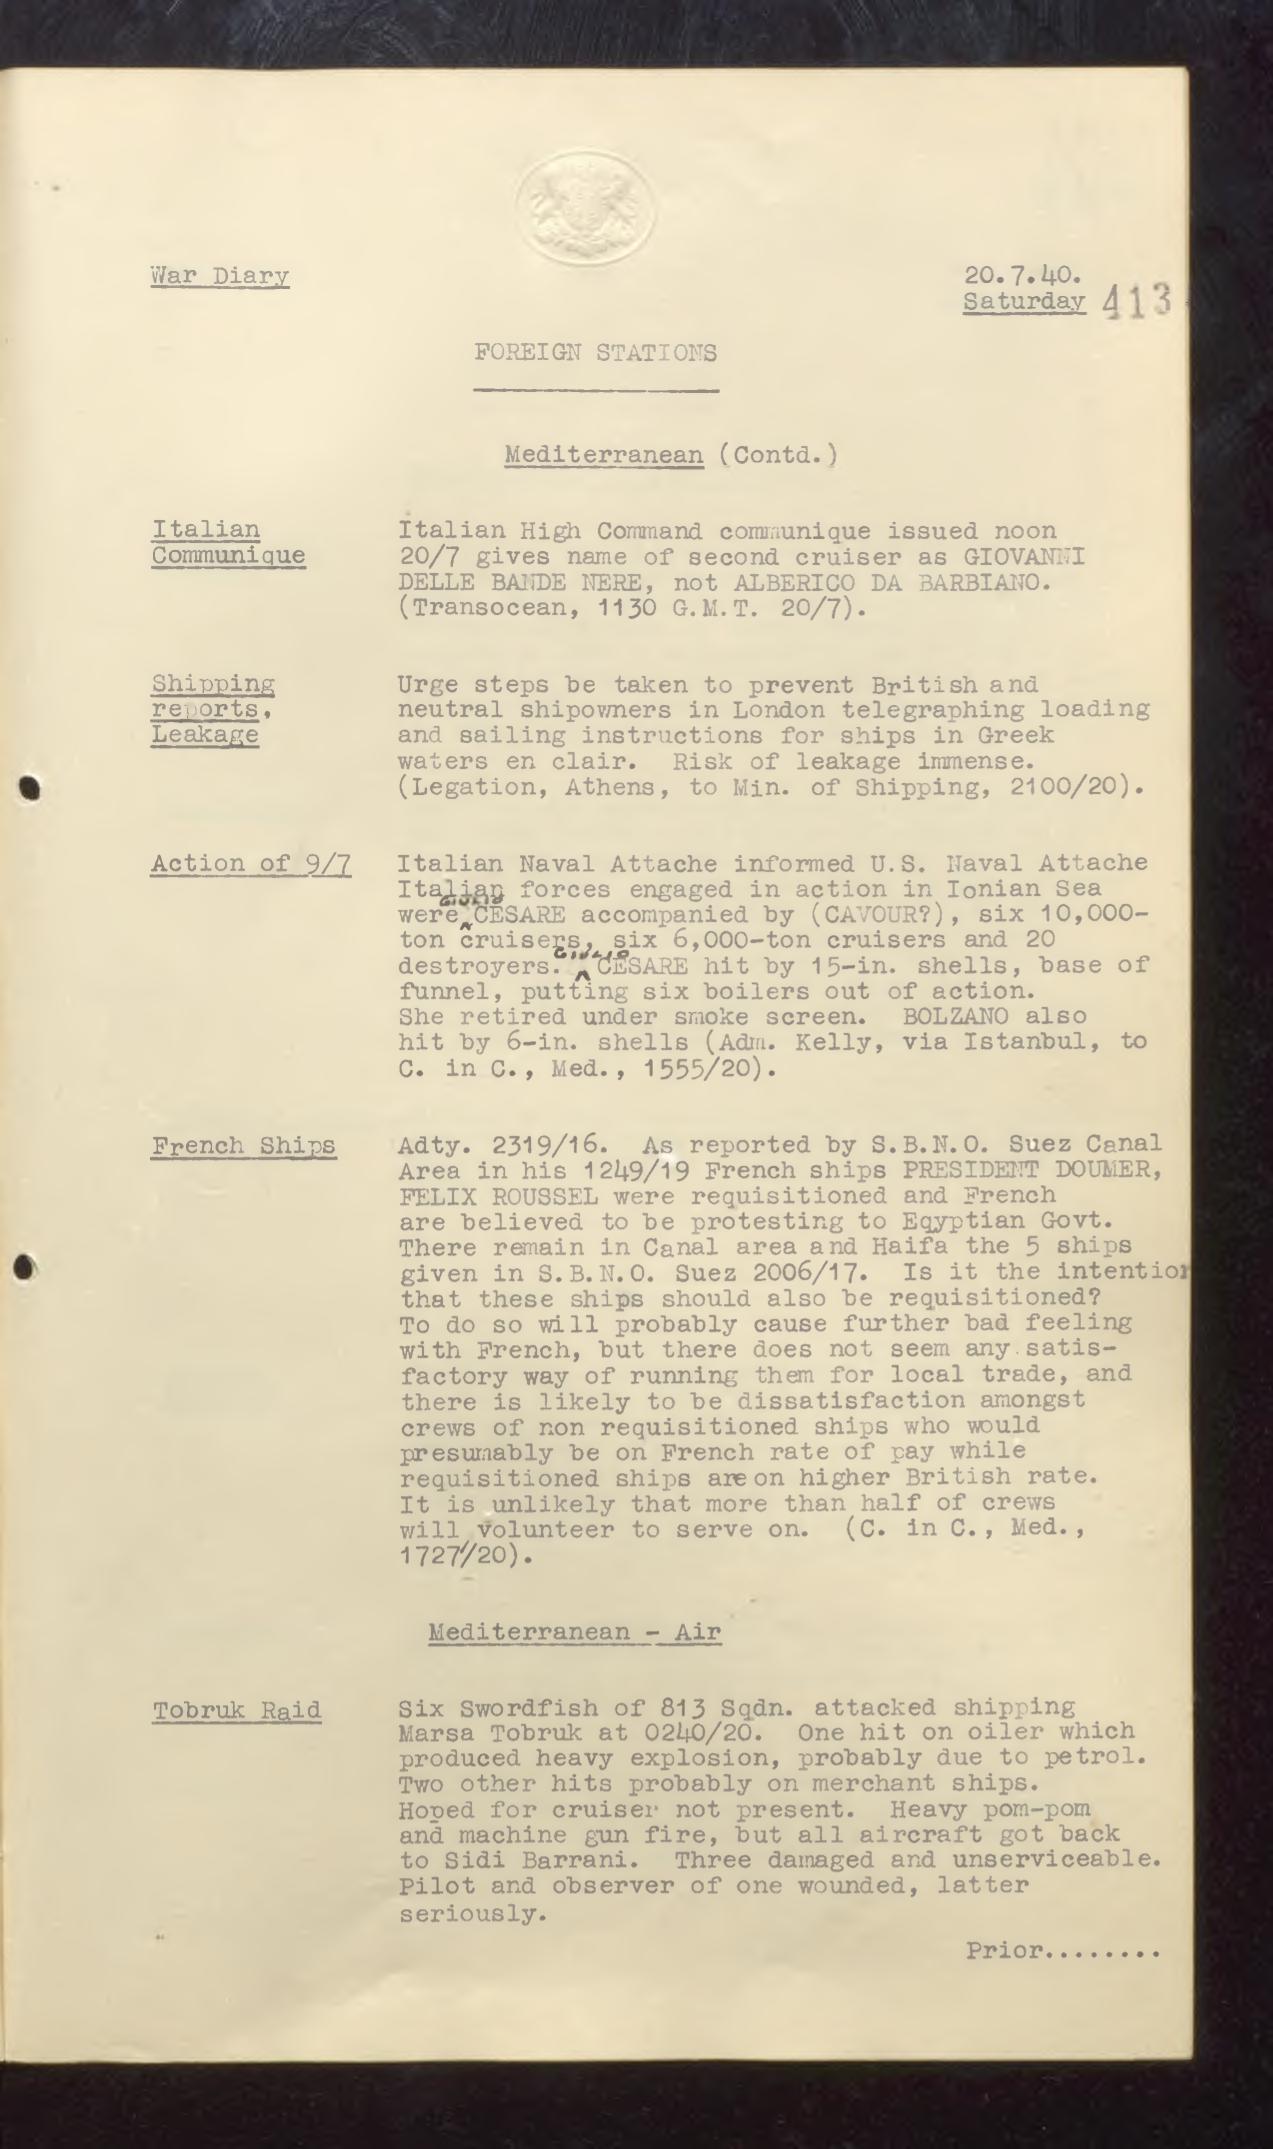 War Diary
20.7.40.
Saturday 413
FOREIGN STATIONS
Mediterranean (Contd.)
Italian
Communique
Italian High Command communique issued noon
20/7 gives name of second cruiser as GIOVANNI
DELLE BANDE NERE, not ALBERICO DA BARBIANO.
(Transocean, 1130 G.M.T. 20/7).
Shipping
reports.
Leakage
Urge steps be taken to prevent British and
neutral shipowners in London telegraphing loading
and sailing instructions for ships in Greek
waters en clair. Risk of leakage immense.
(Legation, Athens, to Min. of Shipping, 2100/20).
Action of 9/7
Italian Naval Attache informed U.S. Naval Attache
Italian forces engaged in action in Ionian Sea
were GIULIO CESARE accompanied by (CAVOUR?), six 10,000-
ton cruisers, six 6,000-ton cruisers and 20
destroyers. GIULIO CESARE hit by 15-in. shells, base of
funnel, putting six boilers out of action.
She retired under smoke screen. BOLZANO also
hit by 6-in. shells (Adm. Kelly, via Istanbul, to
C. in C., Med., 1555/20).
French Ships
Adty. 2319/16. As reported by S.B.N.O. Suez Canal
Area in his 1249/19 French ships PRESIDENT DOUMER,
FELIX ROUSSEL were requisitioned and French
are believed to be protesting to Eqyptian Govt.
There remain in Canal area and Haifa the 5 ships
given in S.B.N.O. Suez 2006/17. Is it the intention
that these ships should also be requisitioned?
To do so will probably cause further bad feeling
with French, but there does not seem any satis-
factory way of running them for local trade, and
there is likely to be dissatisfaction amongst
crews of non requisitioned ships who would
presumably be on French rate of pay while
requisitioned ships are on higher British rate.
It is unlikely that more than half of crews
will volunteer to serve on. (C. in C., Med.,
1727/20).
Mediterranean - Air
Tobruk Raid
Six Swordfish of 813 Sqdn. attacked shipping
Marsa Tobruk at 0240/20. One hit on oiler which
produced heavy explosion, probably due to petrol.
Two other hits probably on merchant ships.
Hoped for cruiser not present. Heavy pom-pom
and machine gun fire, but all aircraft got back
to Sidi Barrani. Three damaged and unserviceable.
Pilot and observer of one wounded, latter
seriously.
Prior........